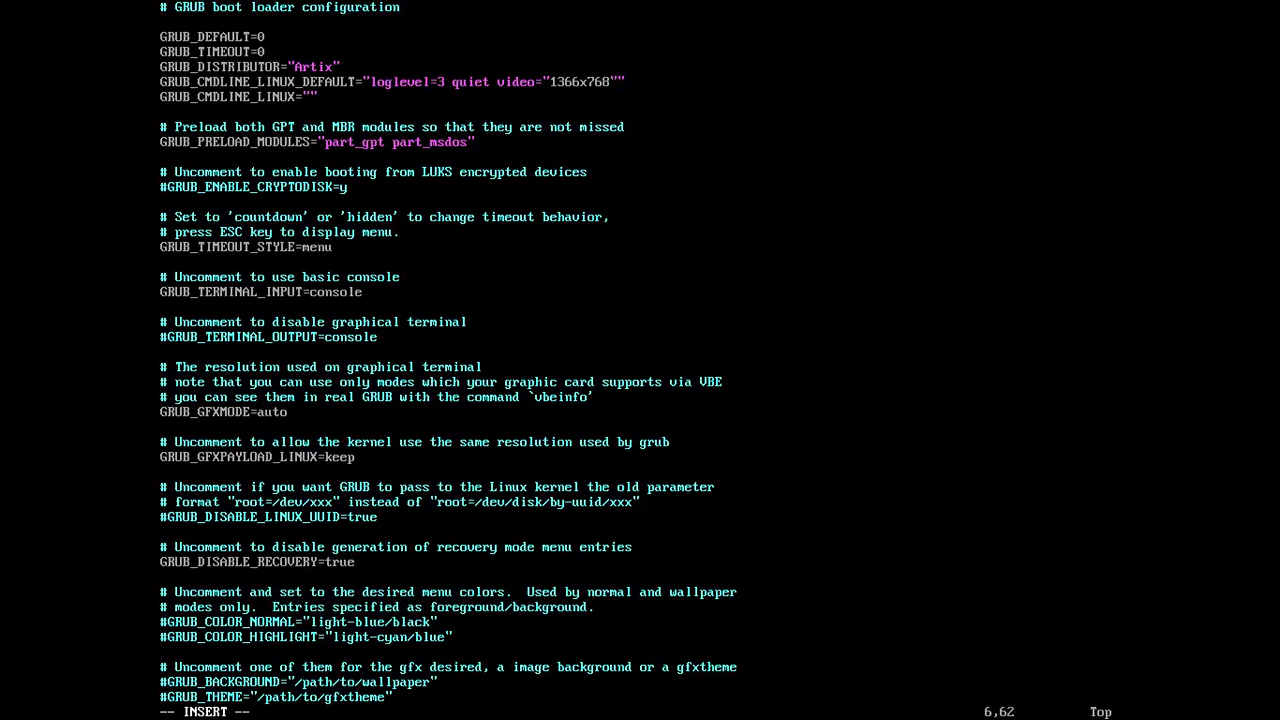 # GRUB boot loader configuration
GRUB_DEFAULT=0
GRUB_TIMEOUT=0
GRUB_DISTRIBUTOR="Artix"
GRUB_CMDLINE_LINUX_DEFAULT="loglevel=3 quiet video="1366x768""
GRUB_CMDLINE_LINUX=""
# Preload both GPT and MBR modules so that they are not missed
GRUB_PRELOAD_MODULES="part_gpt part_msdos"
# Uncomment to enable booting from LUKS encrypted devices
#GRUB_ENABLE_CRYPTODISK=y
# Set to 'countdown' or 'hidden' to change timeout behavior,
# press ESC key to display menu.
GRUB_TIMEOUT_STYLE=menu
# Uncomment to use basic console
GRUB_TERMINAL_INPUT=console
# Uncomment to disable graphical terminal
#GRUB_TERMINAL_OUTPUT=console
# The resolution used on graphical terminal
# note that you can use only modes which your graphic card supports via VBE
# you can see them in real GRUB with the command `vbeinfo'
GRUB_GFXMODE=auto
# Uncomment to allow the kernel use the same resolution used by grub
GRUB_GFXPAYLOAD_LINUX=keep
# Uncomment if you want GRUB to pass to the Linux kernel the old parameter
# format "root=/dev/xxx" instead of "root=/dev/disk/by-uuid/xxx"
#GRUB_DISABLE_LINUX_UUID=true
# Uncomment to disable generation of recovery mode menu entries
GRUB_DISABLE_RECOVERY=true
# Uncomment and set to the desired menu colors.  Used by normal and wallpaper
# modes only.  Entries specified as foreground/background.
#GRUB_COLOR_NORMAL="light-blue/black"
#GRUB_COLOR_HIGHLIGHT="light-cyan/blue"
# Uncomment one of them for the gfx desired, a image background or a gfxtheme
#GRUB_BACKGROUND="/path/to/wallpaper"
#GRUB_THEME="/path/to/gfxtheme"
-- INSERT -- 6,62 Top